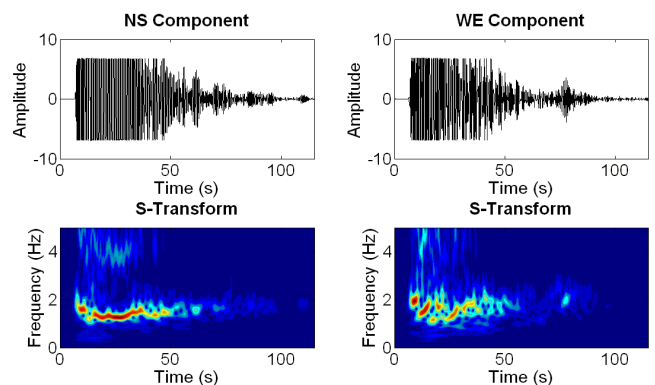 NS Component
WE Component
10
0
-10
Amplitude
0
50
100
Time (s)
10
0
-10
Amplitude
0
50
100
Time (s)
S-Transform
S-Transform
4
2
0
Frequency (Hz)
0
50
100
Time (s)
4
2
0
Frequency (Hz)
0
50
100
Time (s)